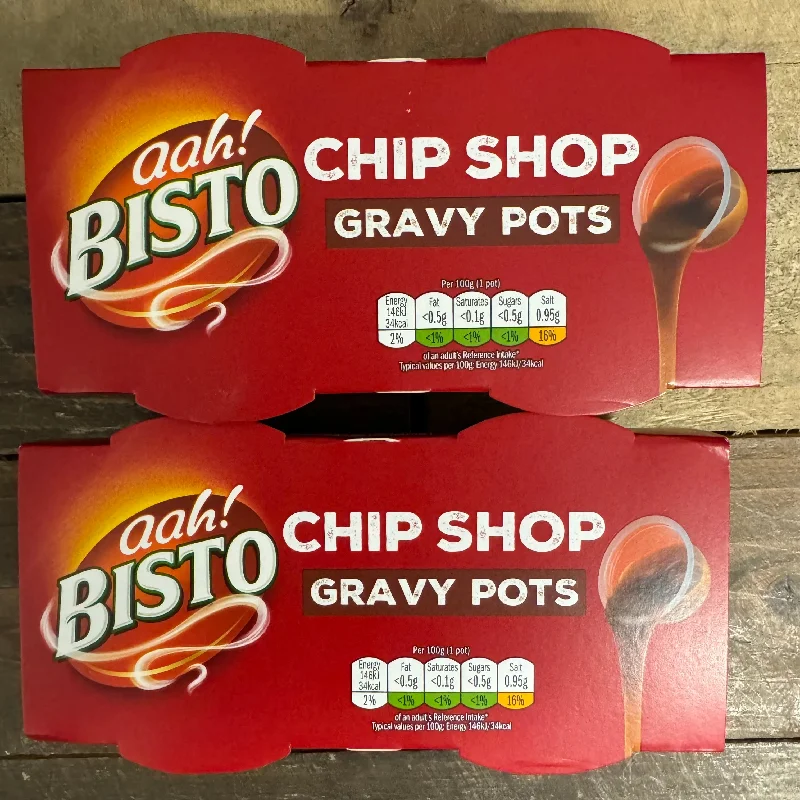 aah!
BISTO
CHIP SHOP
GRAVY POTS
Per 100g (1 pot)
Energy 146kJ 34kcal 2%
Fat <0.5g <1%
Saturates <0.1g <1%
Sugars <0.5g <1%
Salt 0.95g 16%
of an adult's Reference Intake*
Typical values per 100g: Energy 146kJ/34kcal
aah!
BISTO
CHIP SHOP
GRAVY POTS
Per 100g (1 pot)
Energy 146kJ 34kcal 2%
Fat <0.5g <1%
Saturates <0.1g <1%
Sugars <0.5g <1%
Salt 0.95g 16%
of an adult's Reference Intake*
Typical values per 100g: Energy 146kJ/34kcal